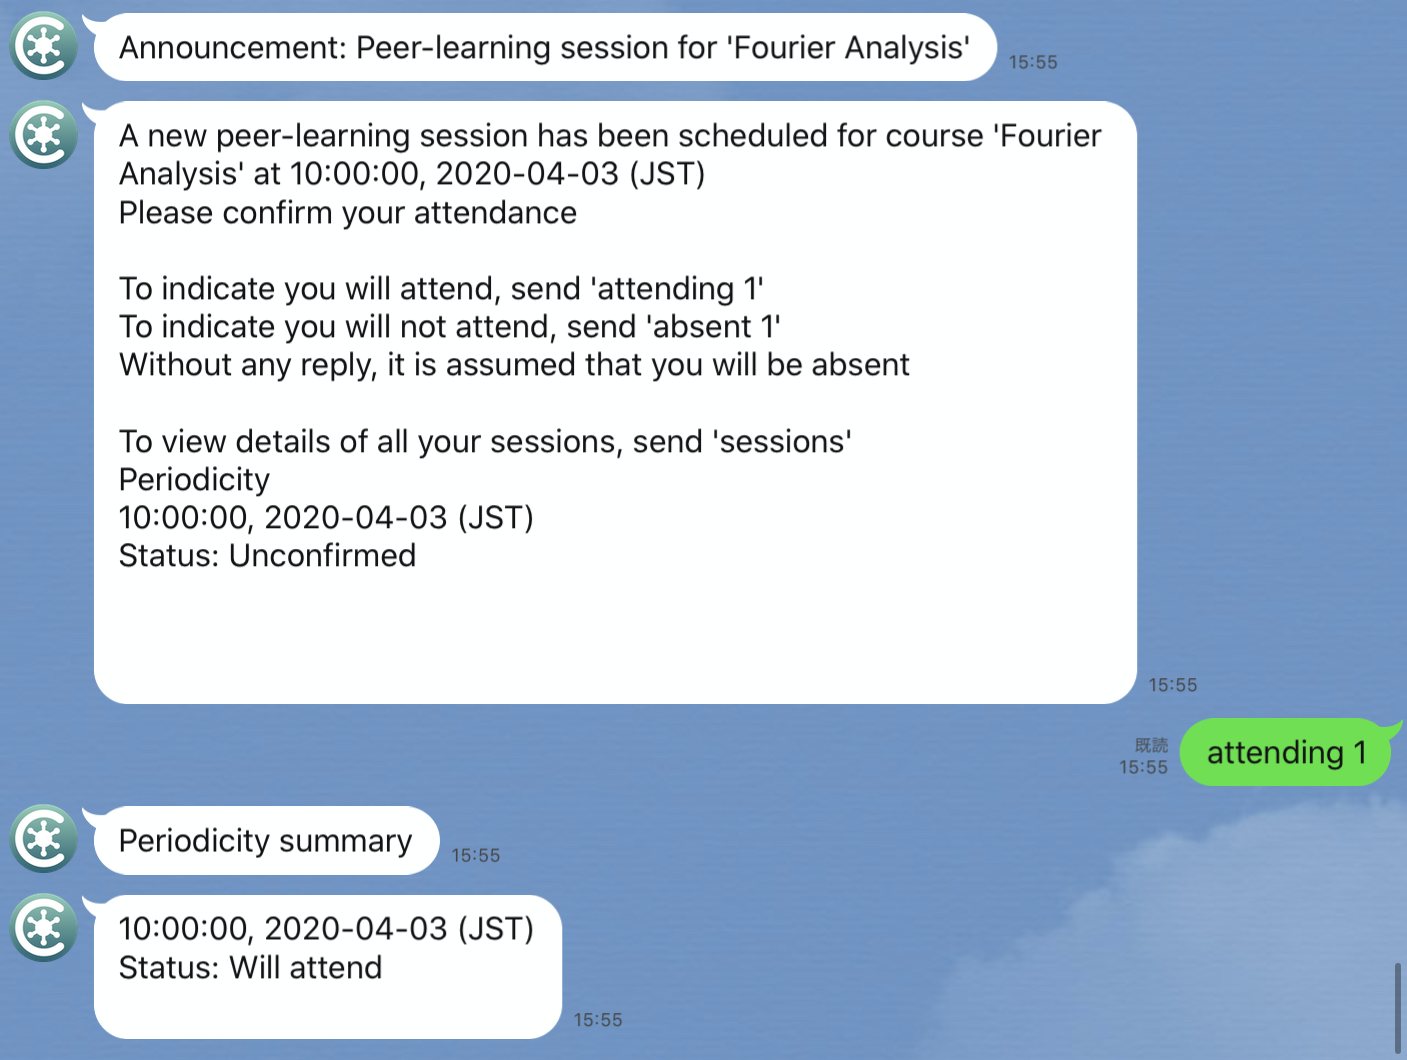 Announcement: Peer-learning session for 'Fourier Analysis'
15:55
A new peer-learning session has been scheduled for course 'Fourier
Analysis' at 10:00:00, 2020-04-03 (JST)
Please confirm your attendance
To indicate you will attend, send 'attending 1'
To indicate you will not attend, send 'absent 1'
Without any reply, it is assumed that you will be absent
To view details of all your sessions, send 'sessions'
Periodicity
10:00:00, 2020-04-03 (JST)
Status: Unconfirmed
15:55
既読
15:55
attending 1
Periodicity summary
15:55
10:00:00, 2020-04-03 (JST)
Status: Will attend
15:55